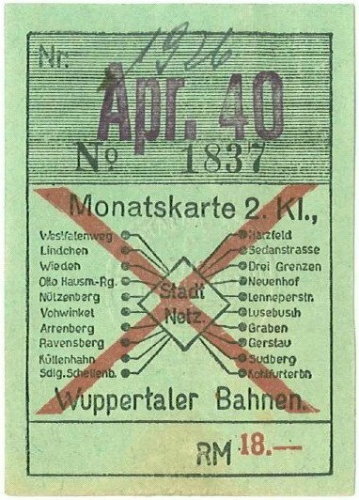 Nr. 1926
Apr. 40
No 1837
Monatskarte 2. Kl.,
Westfalenweg
Lindchen
Wieden
Otto Hausm.-Rg.
Nützenberg
Vohwinkel
Arrenberg
Ravensberg
Küllenhahn
Sdlg. Schellenb.
Stadt
Netz.
Hatzfeld
Sedanstrasse
Drei Grenzen
Neuenhof
Lenneperstr.
Lusebusch
Graben
Gerstau
Sudberg
Kohlfurterbr.
Wuppertaler Bahnen.
RM 18.—